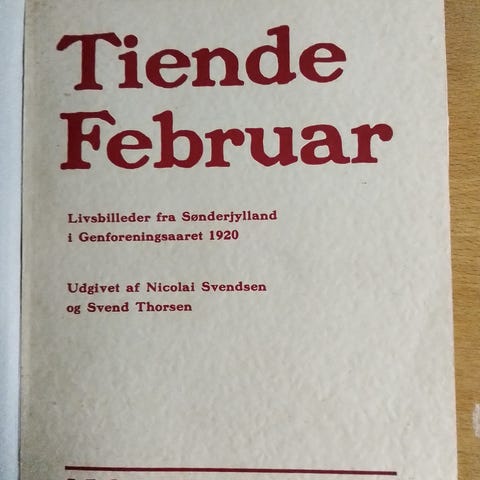 Tiende
Februar
Livsbilleder fra Sønderjylland
i Genforeningsaaret 1920
Udgivet af Nicolai Svendsen
og Svend Thorsen